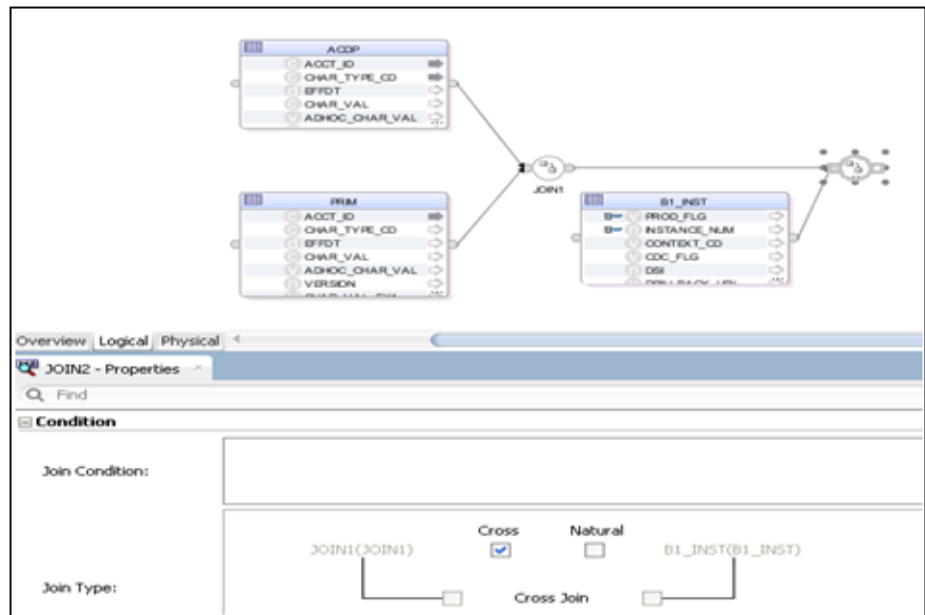 ACDP
ACCT_ID
CHAR_TYPE_CD
EFFDT
CHAR_VAL
ADHOC_CHAR_VAL
JOIN1
PRIM
ACCT_ID
CHAR_TYPE_CD
EFFDT
CHAR_VAL
ADHOC_CHAR_VAL
VERSION
B1_INST
PROD_FLG
INSTANCE_NUM
CONTEXT_CD
CDC_FLG
DSI
Overview Logical Physical
JOIN2 - Properties
Find
Condition
Join Condition:
Cross Natural
JOIN1(JOIN1) B1_INST(B1_INST)
Join Type:
Cross Join